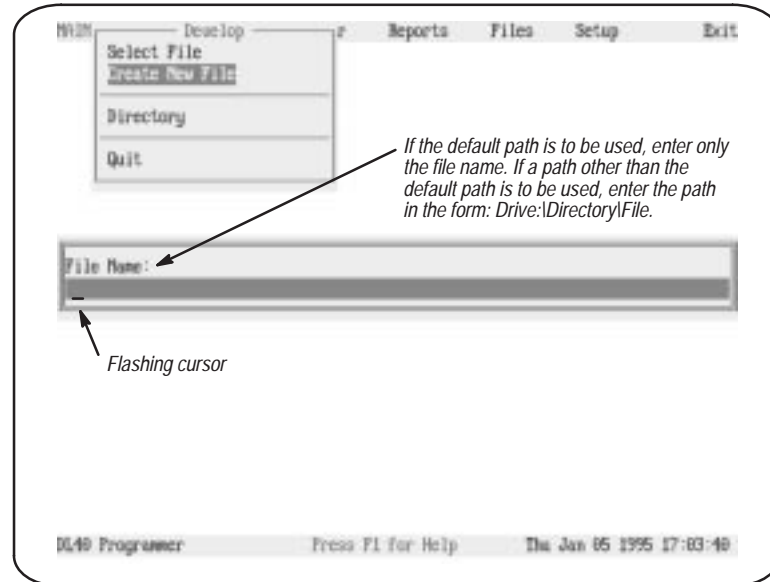 MAIN Develop r Reports Files Setup Exit
Select File
Create New File
Directory
Quit
If the default path is to be used, enter only
the file name. If a path other than the
default path is to be used, enter the path
in the form: Drive:\Directory\File.
File Name:
Flashing cursor
DL40 Programmer Press F1 for Help Thu Jan 05 1995 17:03:40